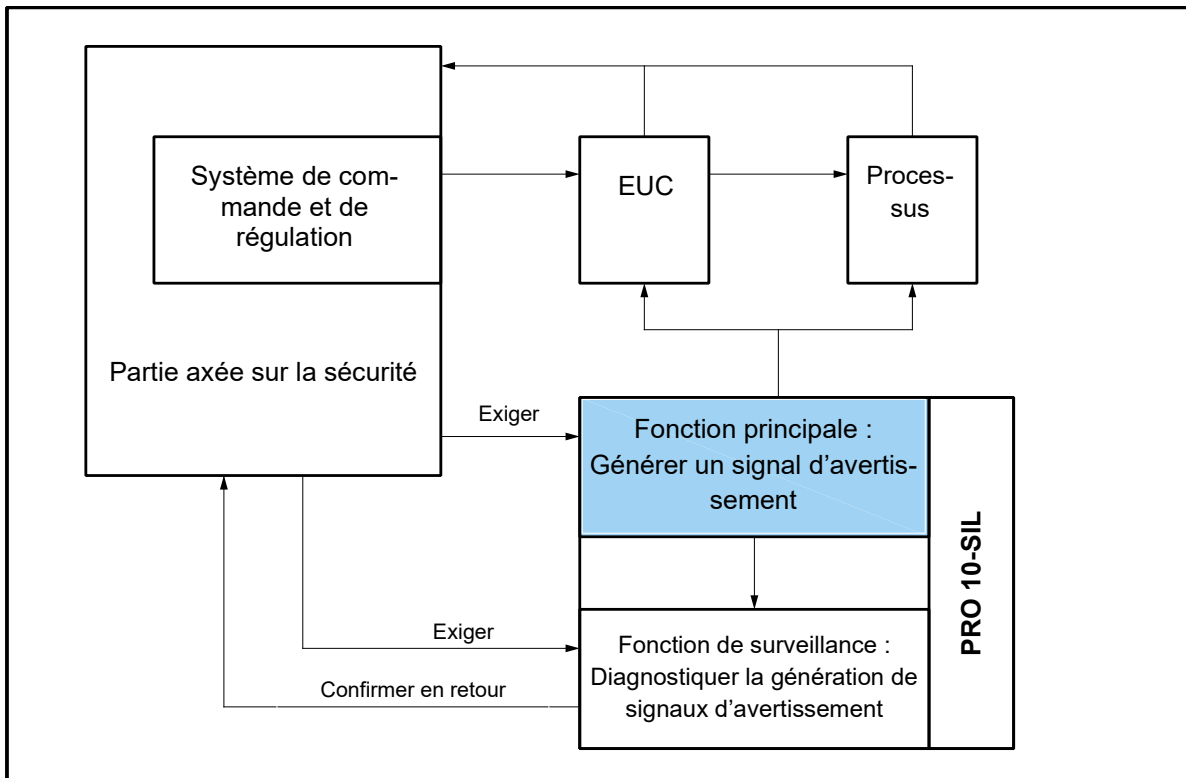 Système de com-
mande et de
régulation
EUC
Proces-
sus
Partie axée sur la sécurité
Exiger
Fonction principale :
Générer un signal d'avertis-
sement
PRO 10-SIL
Exiger
Fonction de surveillance :
Diagnostiquer la génération de
signaux d'avertissement
Confirmer en retour